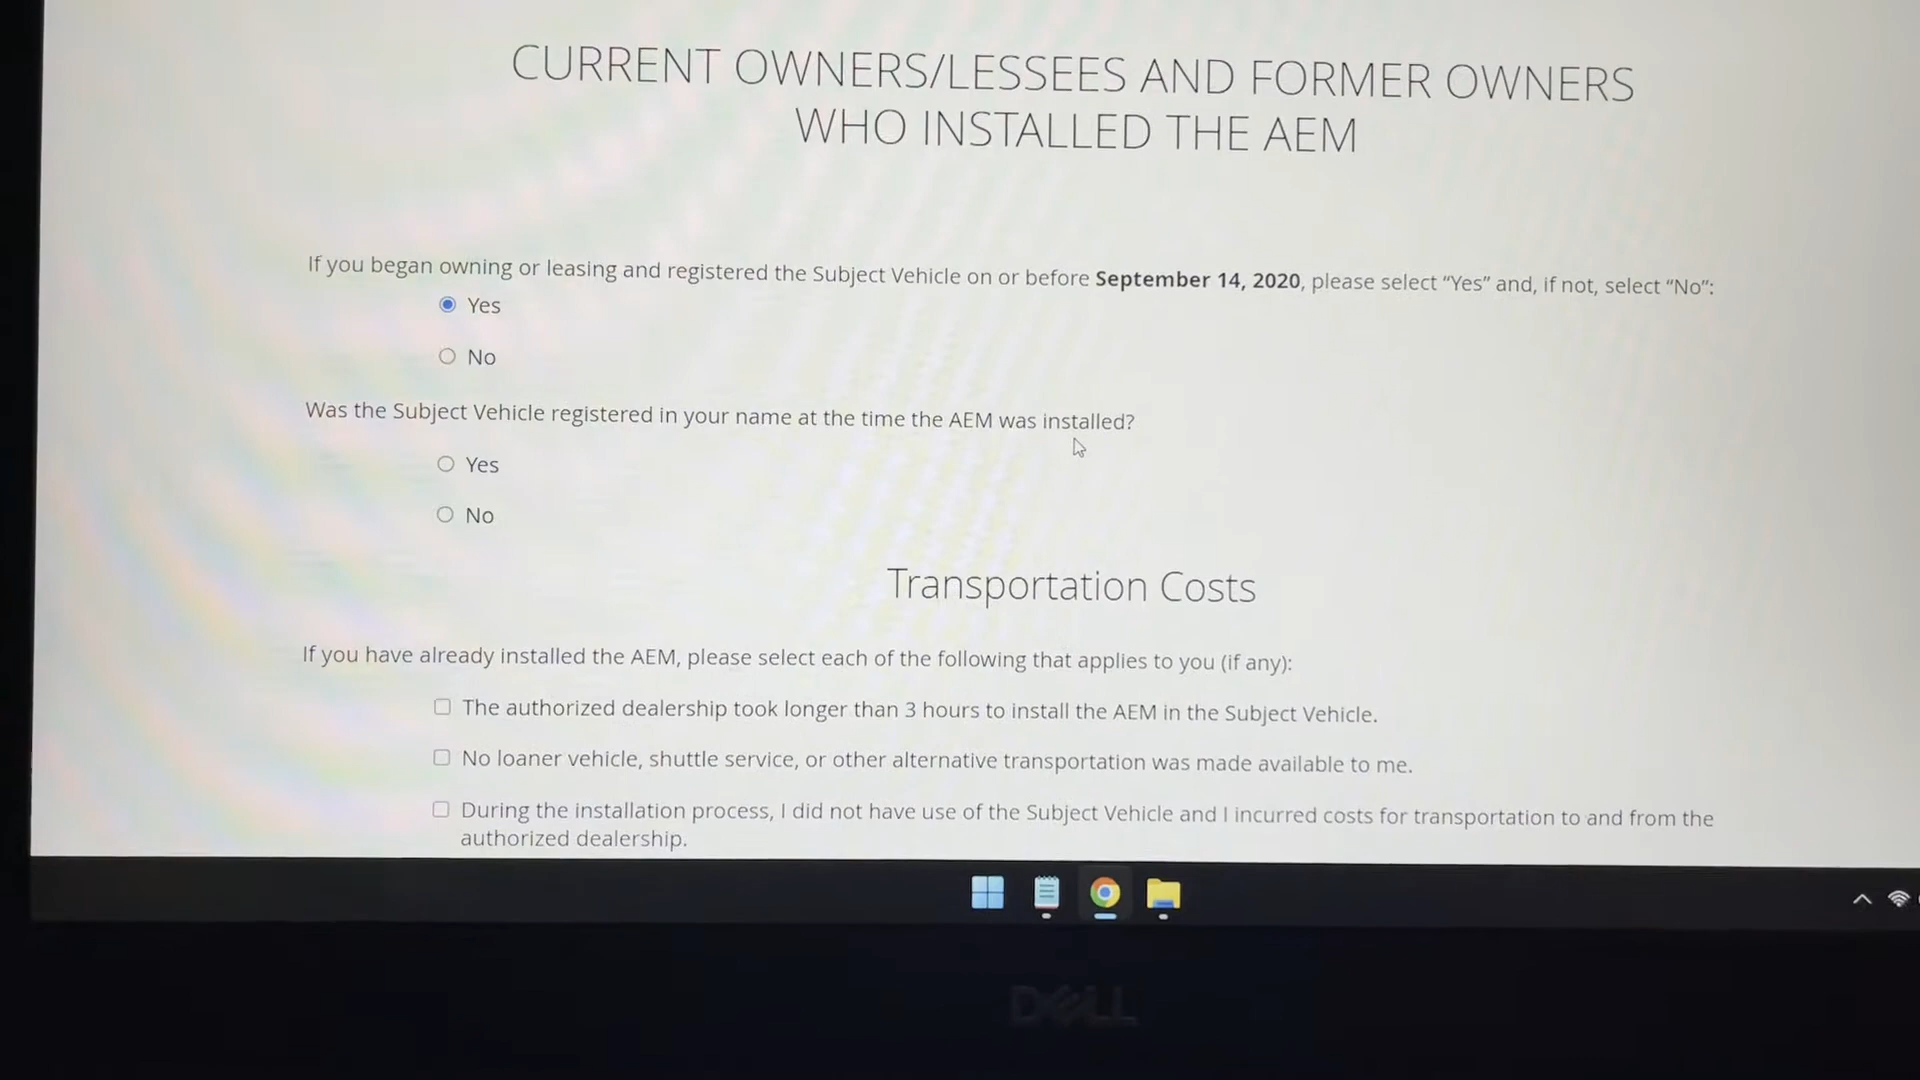 CURRENT OWNERS/LESSEES AND FORMER OWNERS
WHO INSTALLED THE AEM
If you began owning or leasing and registered the Subject Vehicle on or before September 14, 2020, please select “Yes” and, if not, select “No”:
Yes
No
Was the Subject Vehicle registered in your name at the time the AEM was installed?
Yes
No
Transportation Costs
If you have already installed the AEM, please select each of the following that applies to you (if any):
The authorized dealership took longer than 3 hours to install the AEM in the Subject Vehicle.
No loaner vehicle, shuttle service, or other alternative transportation was made available to me.
During the installation process, I did not have use of the Subject Vehicle and I incurred costs for transportation to and from the
authorized dealership.
DELL